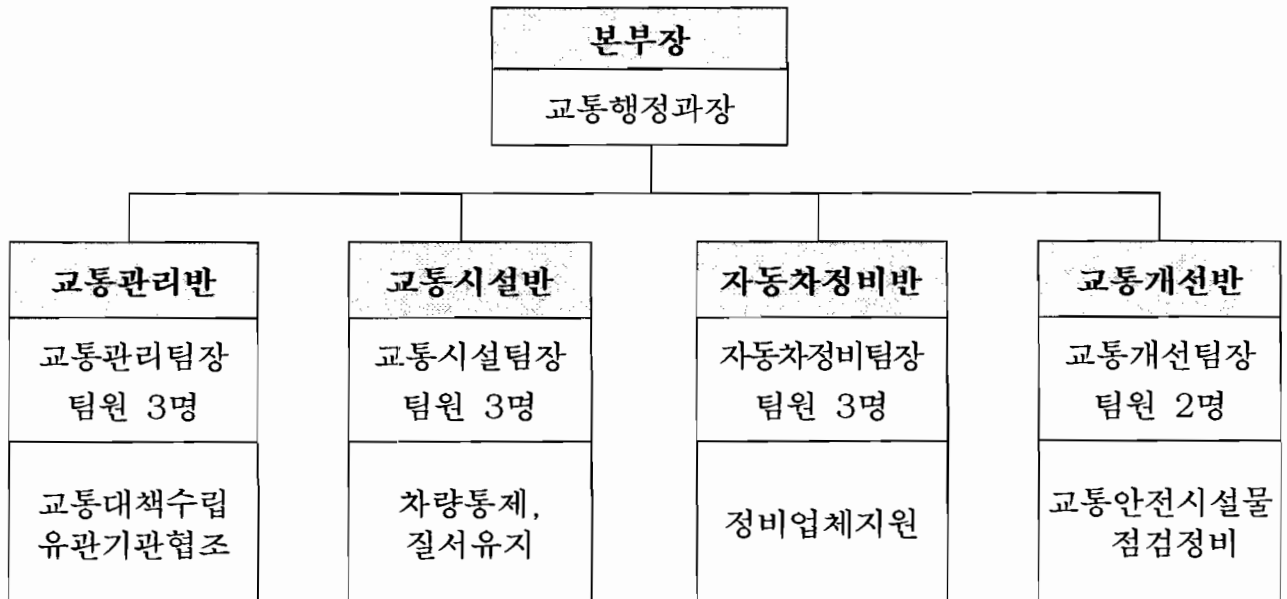 본부장
교통행정과장
교통관리반
교통관리팀장
팀원 3명
교통대책수립
유관기관협조
교통시설반
교통시설팀장
팀원 3명
차량통제,
질서유지
자동차정비반
자동차정비팀장
팀원 3명
정비업체지원
교통개선반
교통개선팀장
팀원 2명
교통안전시설물
점검정비